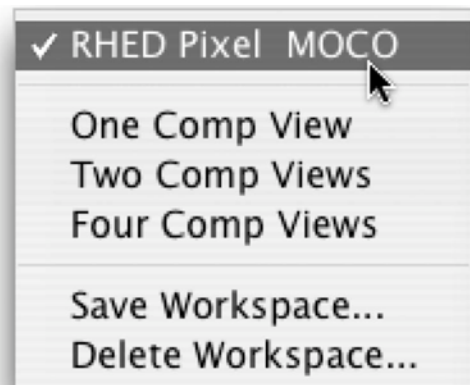 ✓ RHED Pixel  MOCO
One Comp View
Two Comp Views
Four Comp Views
Save Workspace...
Delete Workspace...